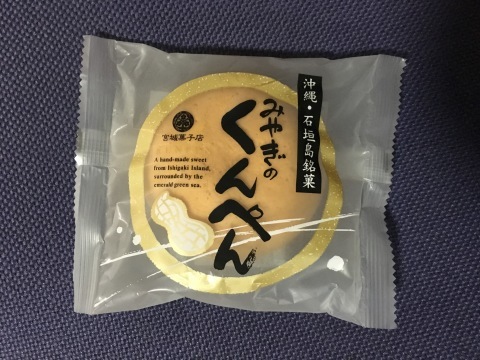 沖縄・石垣島銘菓
みやぎの
くんぺん
宮城菓子店
A hand-made sweet
from Ishigaki Island,
surrounded by the
emerald green sea.